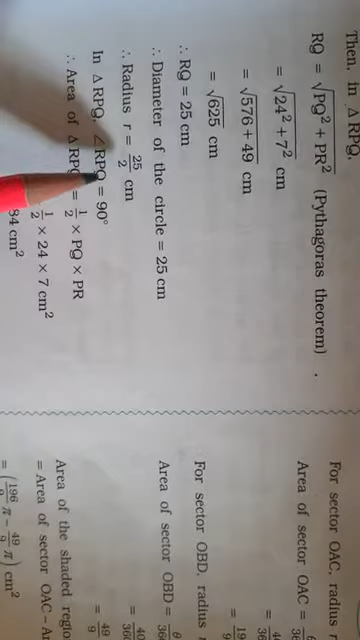 Then, in △RPQ,
RQ = √PQ² + PR² (Pythagoras theorem)
= √24² + 7² cm
= √576 + 49 cm
= √625 cm
∴ RQ = 25 cm
∴ Diameter of the circle = 25 cm
∴ Radius r = 25/2 cm
In △RPQ, ∠RPQ = 90°
∴ Area of △RPQ = 1/2 × PQ × PR
1/2 × 24 × 7 cm²
84 cm²
For sector OAC, radius r
Area of sector OAC =
=
=
For sector OBD, radius
Area of sector OBD = θ
=
= 49/9
Area of the shaded regio
= Area of sector OAC – Ar
= (196/9 π – 49/9 π) cm²